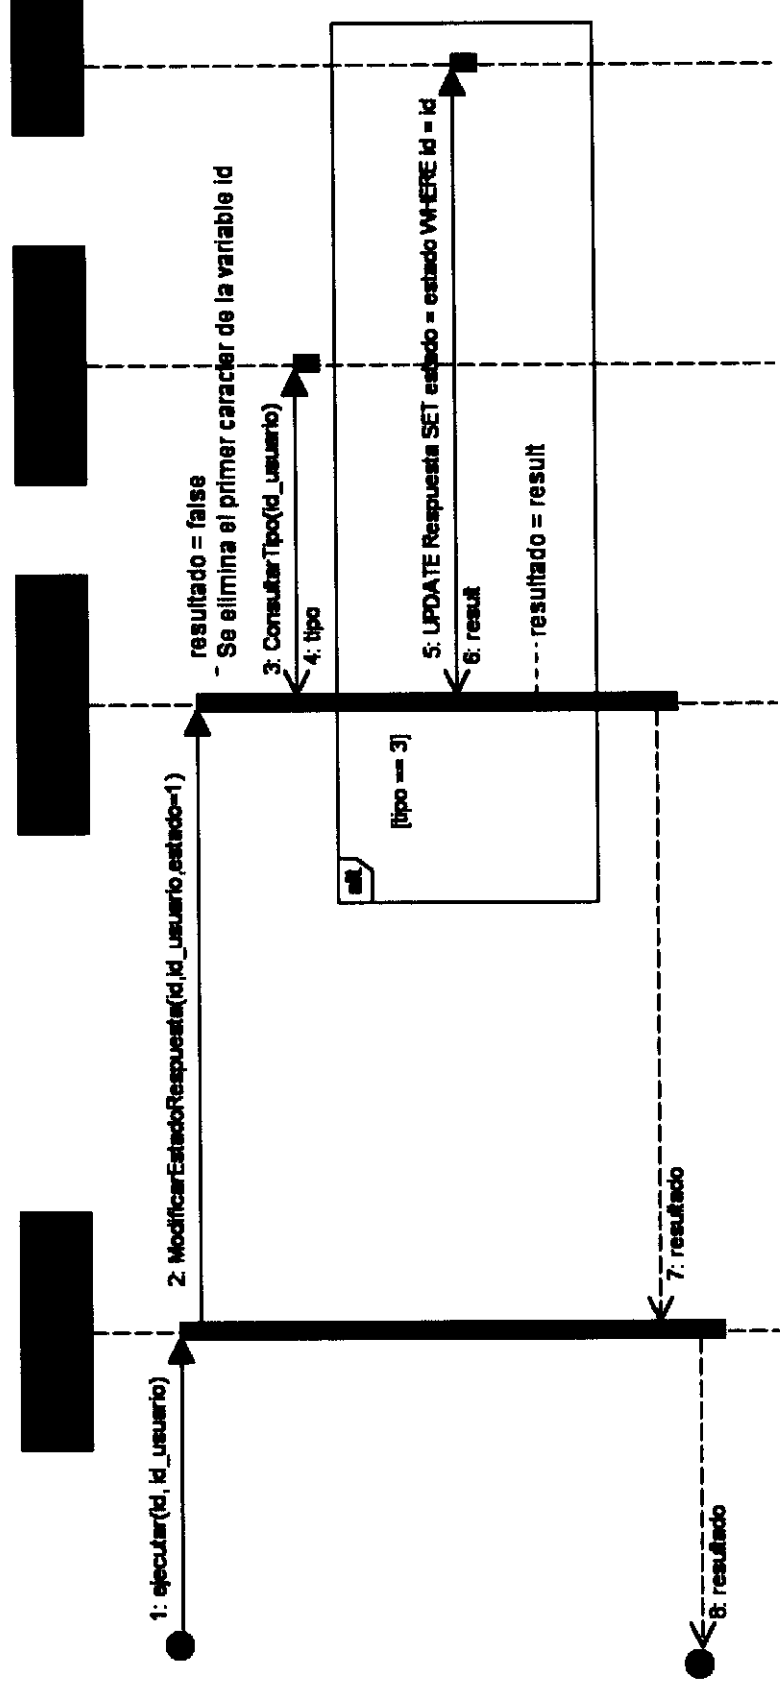 1: ejecutar(id, id_usuario)
2: ModificarEstadoRespuesta(id,id_usuario,estado=1)
resultado = false
Se elimina el primer caracter de la variable id
3: ConsultarTipo(id_usuario)
4: tipo
alt
[tipo == 3]
5: UPDATE Respuesta SET estado = estado WHERE id = id
6: result
resultado = result
7: resultado
8: resultado